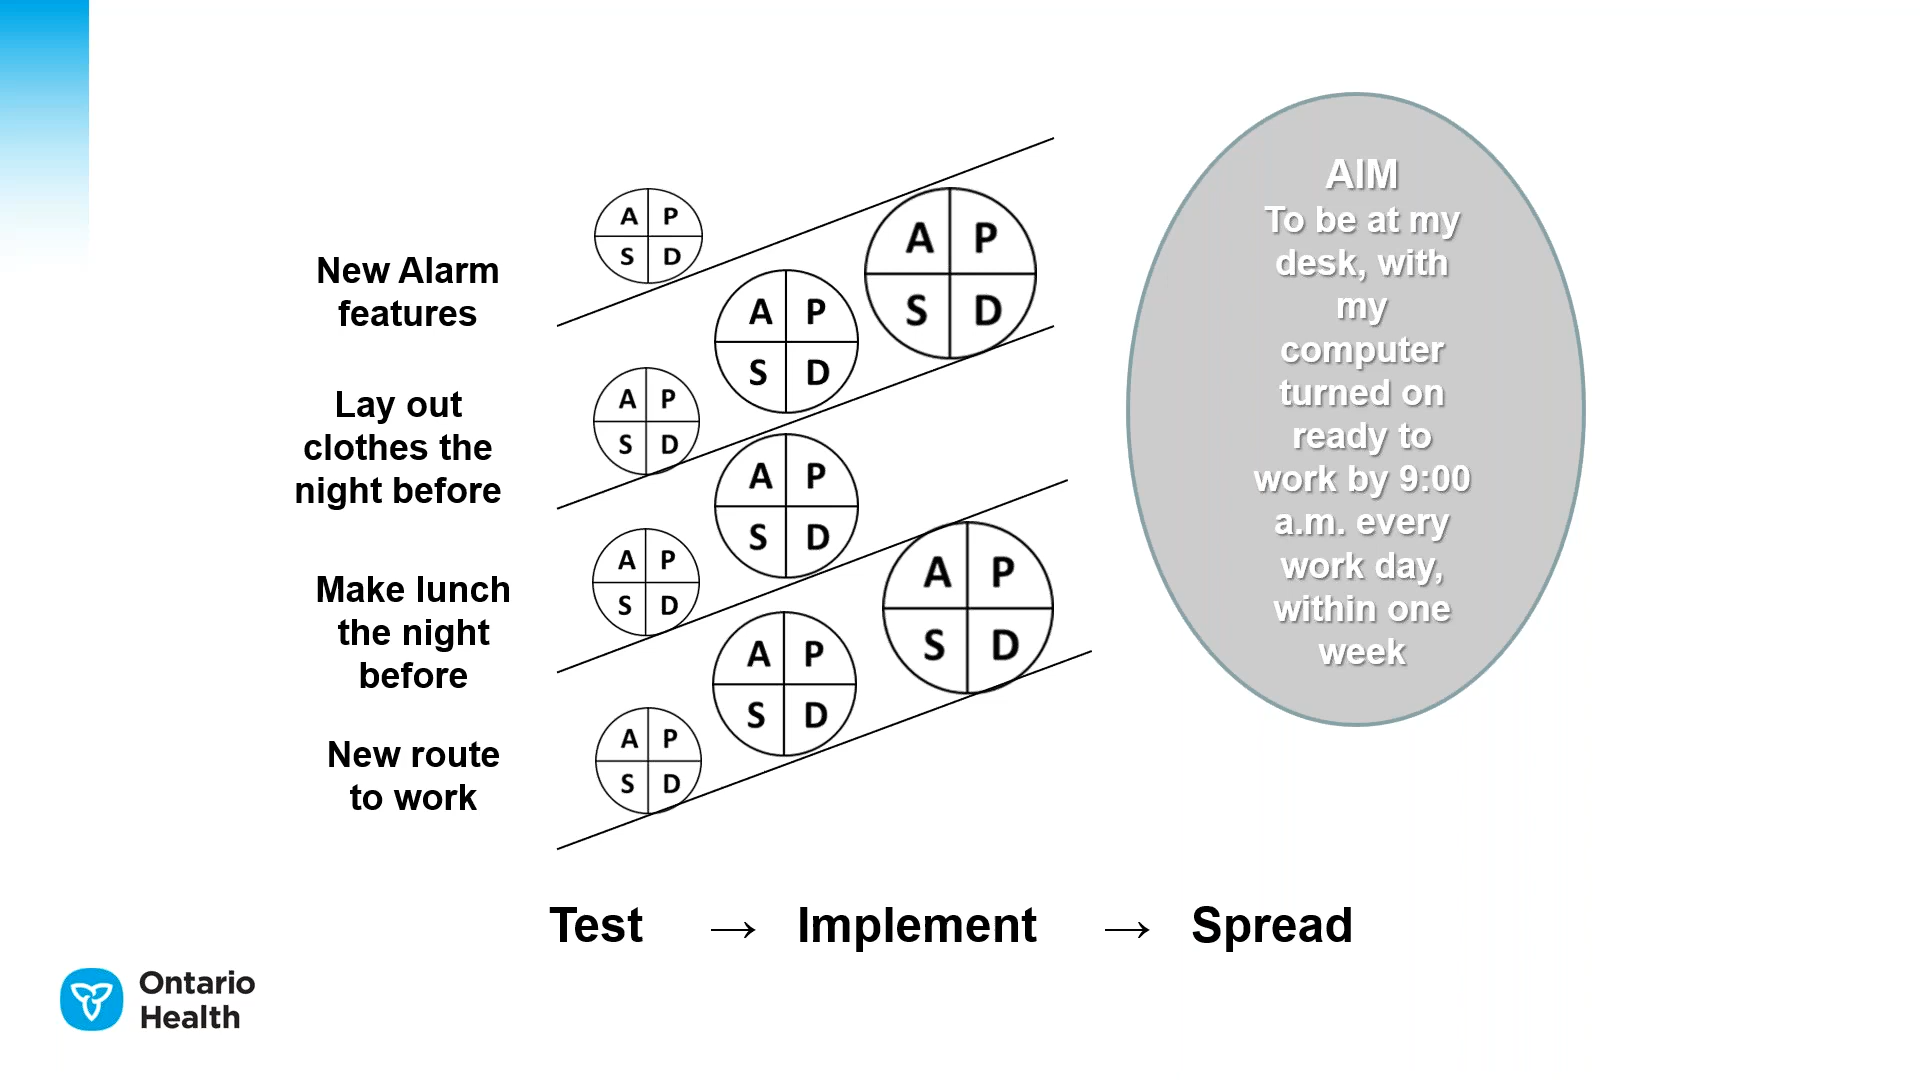 New Alarm
features
Lay out
clothes the
night before
Make lunch
the night
before
New route
to work
A P
S D
A P
S D
A P
S D
A P
S D
A P
S D
A P
S D
A P
S D
A P
S D
A P
S D
AIM
To be at my
desk, with
my
computer
turned on
ready to
work by 9:00
a.m. every
work day,
within one
week
Test → Implement → Spread
Ontario
Health